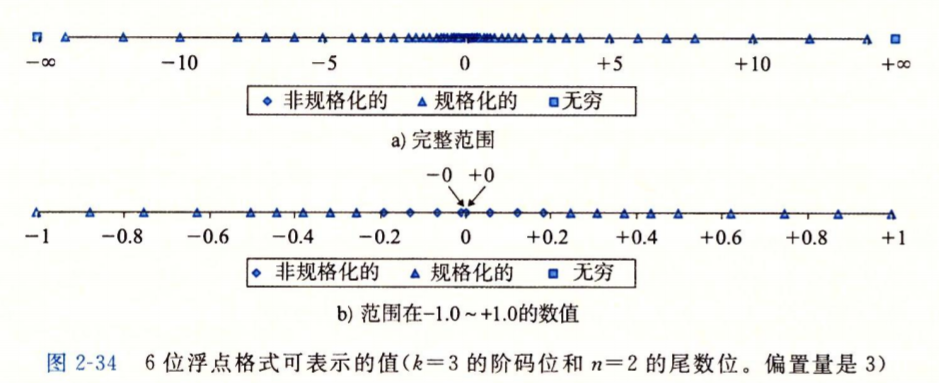 −∞ −10 −5 0 +5 +10 +∞
非规格化的 规格化的 无穷
a) 完整范围
−0 +0
−1 −0.8 −0.6 −0.4 −0.2 0 +0.2 +0.4 +0.6 +0.8 +1
非规格化的 规格化的 无穷
b) 范围在−1.0～+1.0的数值
图 2-34 6 位浮点格式可表示的值(k=3 的阶码位和 n=2 的尾数位。偏置量是 3)